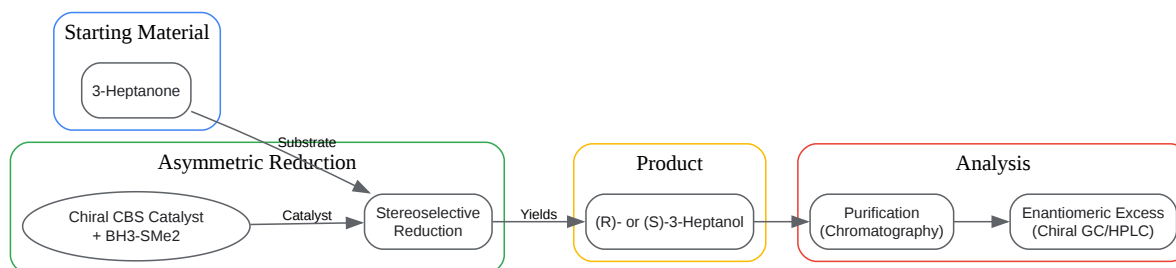 Starting Material
3-Heptanone
Substrate
Asymmetric Reduction
Chiral CBS Catalyst
+ BH3-SMe2
Catalyst
Stereoselective
Reduction
Yields
Product
(R)- or (S)-3-Heptanol
Analysis
Purification
(Chromatography)
Enantiomeric Excess
(Chiral GC/HPLC)